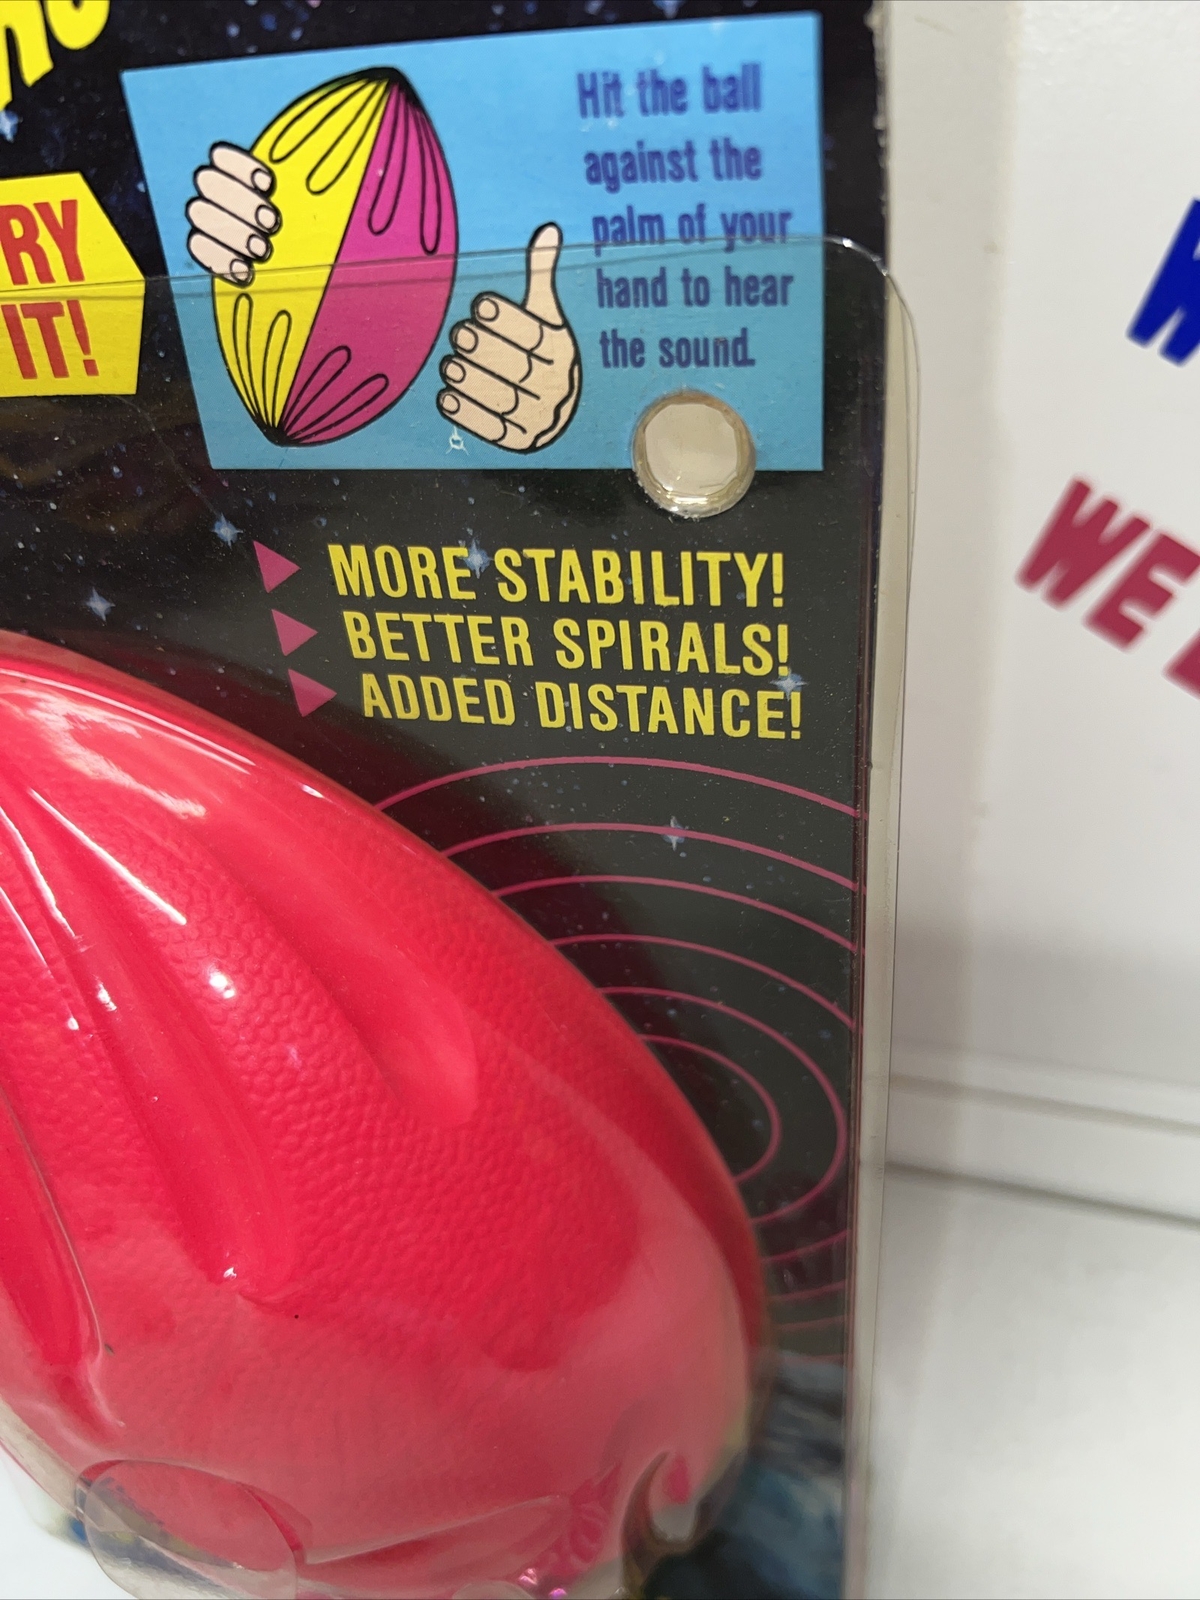 RY
IT!
Hit the ball
against the
palm of your
hand to hear
the sound.
MORE STABILITY!
BETTER SPIRALS!
ADDED DISTANCE!
WE